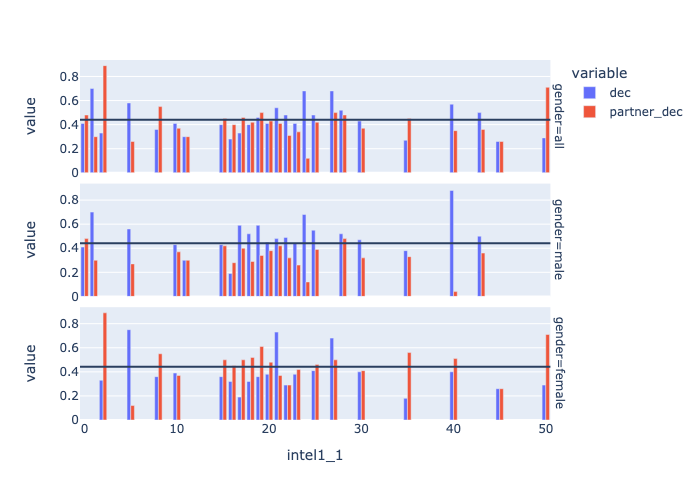 variable
dec
partner_dec
value
0.8
0.6
0.4
0.2
0
gender=all
value
0.8
0.6
0.4
0.2
0
gender=male
value
0.8
0.6
0.4
0.2
0
gender=female
0 10 20 30 40 50
intel1_1